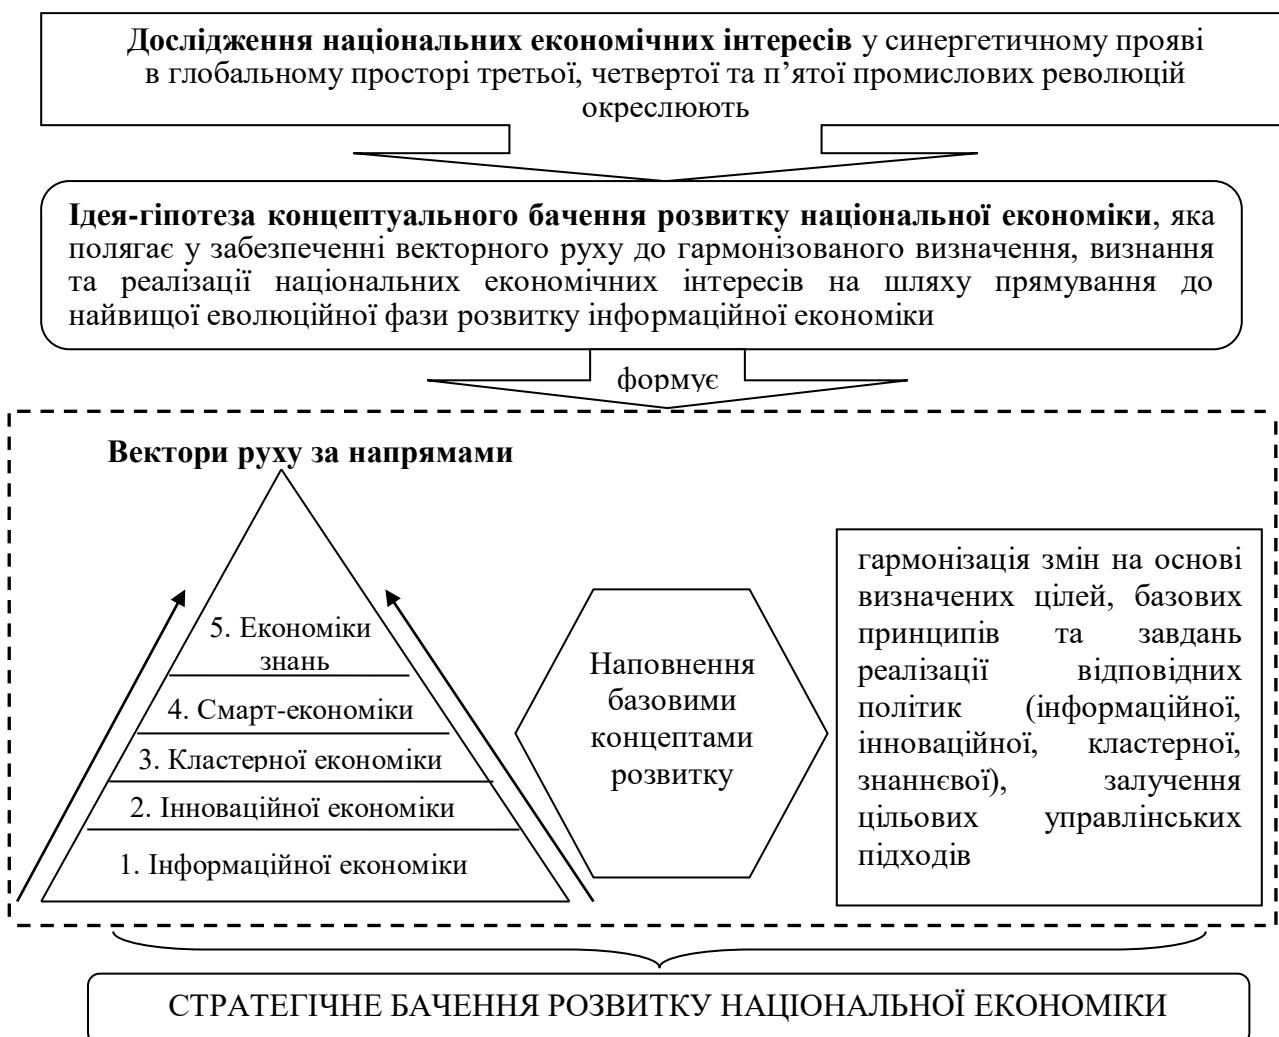 Дослідження національних економічних інтересів у синергетичному прояві
в глобальному просторі третьої, четвертої та п’ятої промислових революцій
окреслюють
Ідея-гіпотеза концептуального бачення розвитку національної економіки, яка
полягає у забезпеченні векторного руху до гармонізованого визначення, визнання
та реалізації національних економічних інтересів на шляху прямування до
найвищої еволюційної фази розвитку інформаційної економіки
формує
Вектори руху за напрямами
5. Економіки
знань
4. Смарт-економіки
3. Кластерної економіки
2. Інноваційної економіки
1. Інформаційної економіки
Наповнення
базовими
концептами
розвитку
гармонізація змін на основі
визначених цілей, базових
принципів та завдань
реалізації відповідних
політик (інформаційної,
інноваційної, кластерної,
знаннєвої), залучення
цільових управлінських
підходів
СТРАТЕГІЧНЕ БАЧЕННЯ РОЗВИТКУ НАЦІОНАЛЬНОЇ ЕКОНОМІКИ